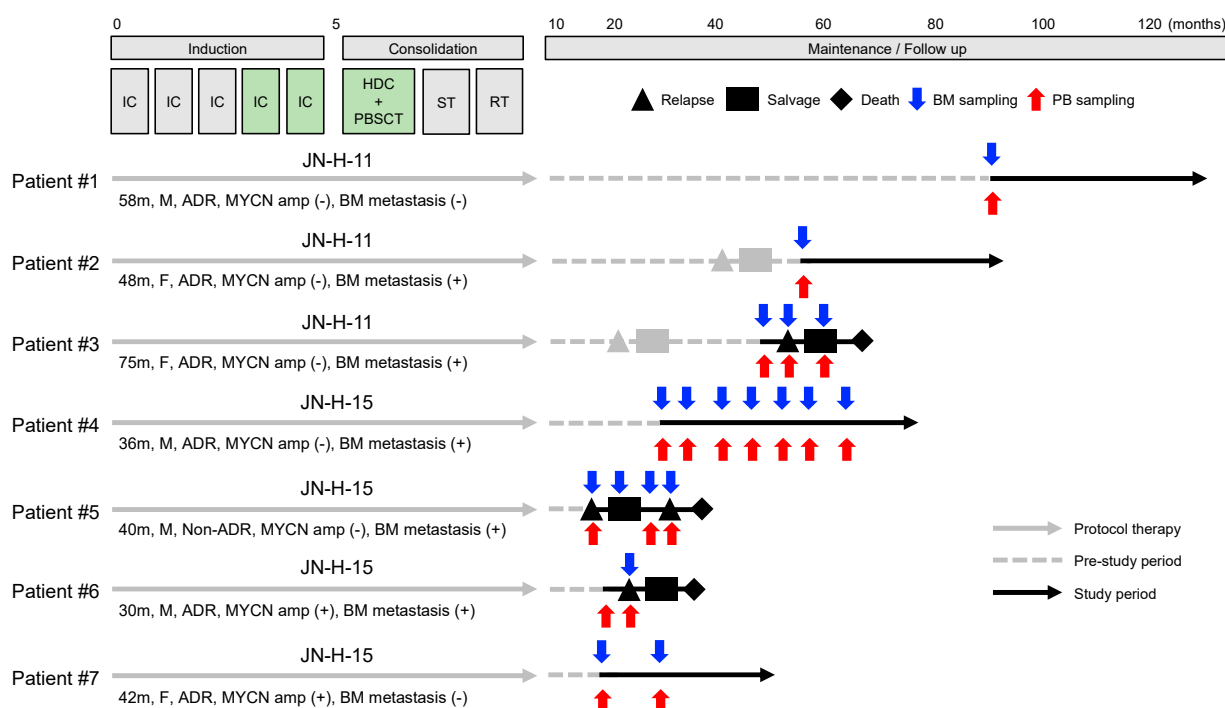 0 5 10 20 40 60 80 100 120 (months)
Induction Consolidation Maintenance / Follow up
IC IC IC IC IC HDC + PBSCT ST RT
Relapse Salvage Death BM sampling PB sampling
JN-H-11
Patient #1
58m, M, ADR, MYCN amp (-), BM metastasis (-)
JN-H-11
Patient #2
48m, F, ADR, MYCN amp (-), BM metastasis (+)
JN-H-11
Patient #3
75m, F, ADR, MYCN amp (-), BM metastasis (+)
JN-H-15
Patient #4
36m, M, ADR, MYCN amp (-), BM metastasis (+)
JN-H-15
Patient #5
40m, M, Non-ADR, MYCN amp (-), BM metastasis (+)
JN-H-15
Patient #6
30m, M, ADR, MYCN amp (+), BM metastasis (+)
JN-H-15
Patient #7
42m, F, ADR, MYCN amp (+), BM metastasis (-)
Protocol therapy
Pre-study period
Study period